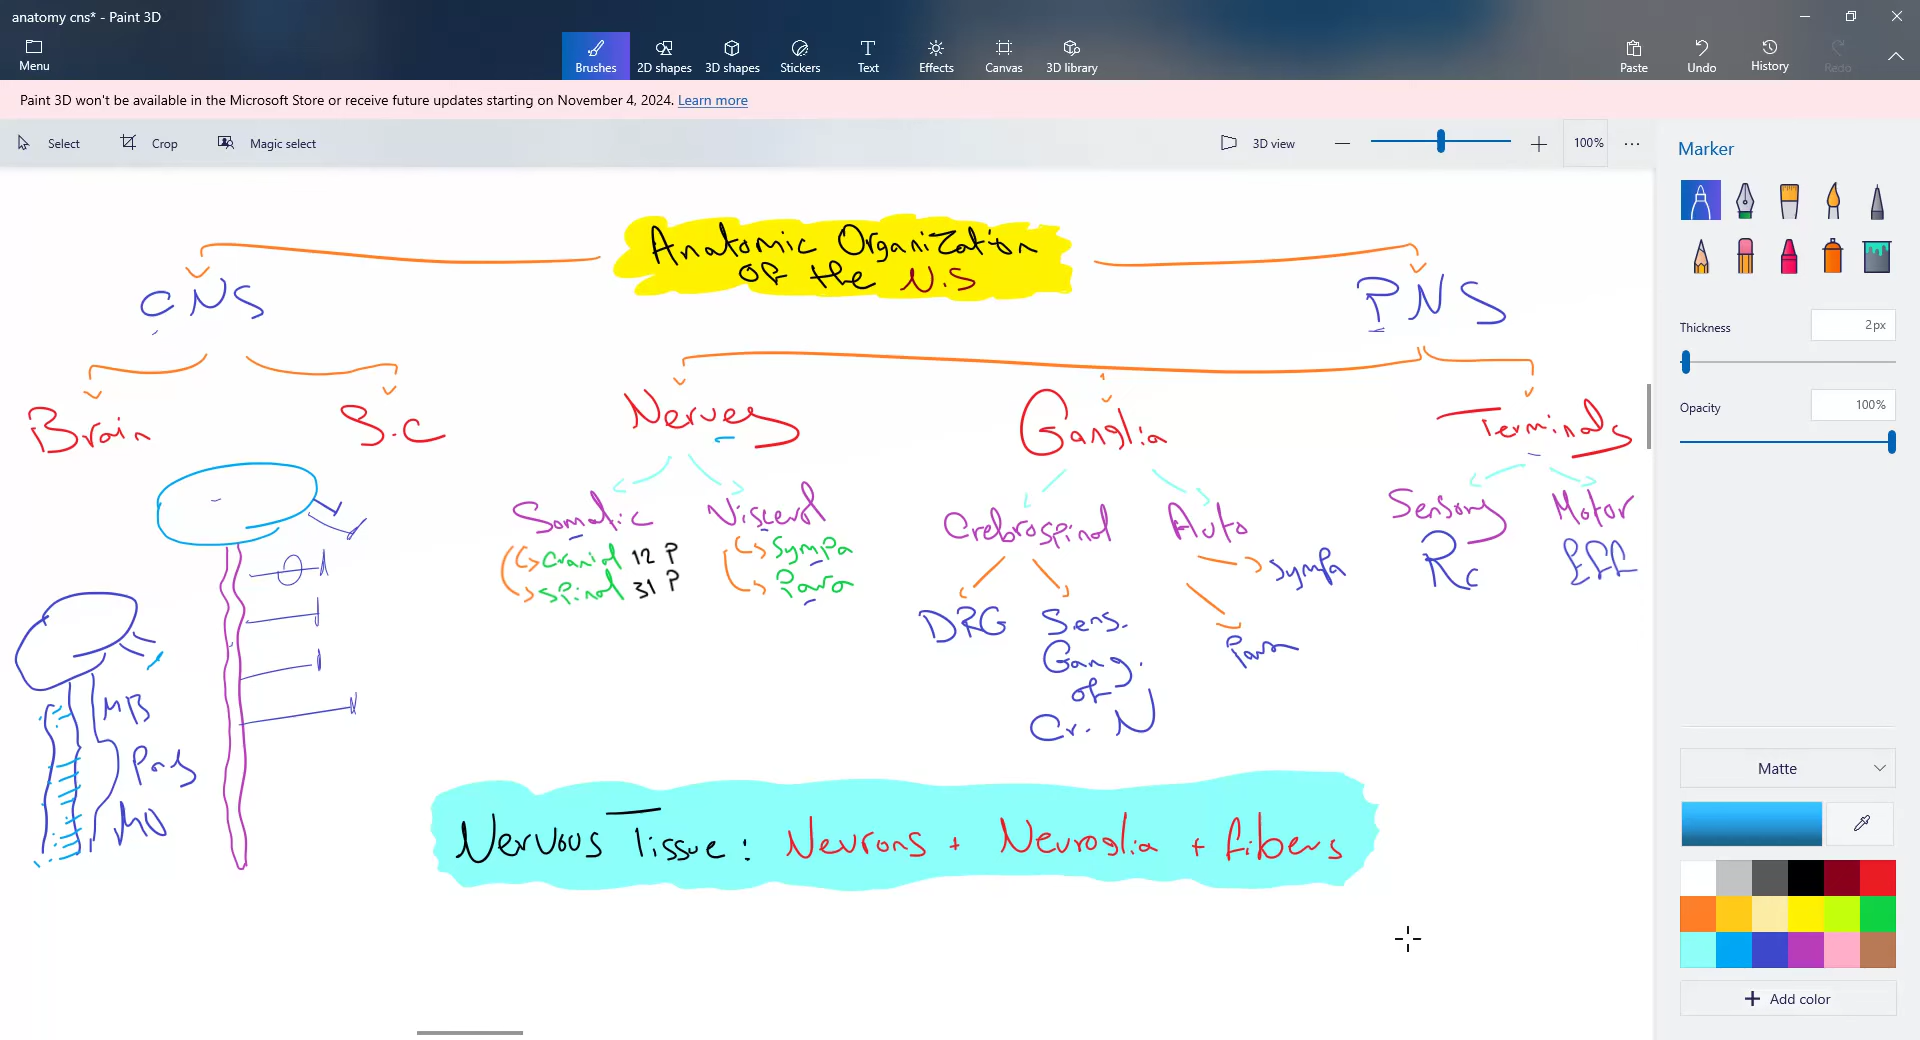 anatomy cns* - Paint 3D
Menu
Brushes
2D shapes
3D shapes
Stickers
Text
Effects
Canvas
3D library
Paste
Undo
History
Redo
Paint 3D won't be available in the Microsoft Store or receive future updates starting on November 4, 2024. Learn more
Select
Crop
Magic select
3D view
100%
Marker
Thickness
2px
Opacity
100%
Matte
Add color
Anatomic Organization
of the N.S
CNS
PNS
Brain
S.C
Nerves
Ganglia
Terminals
Somatic
Visceral
Crebrospinal
Auto
Sensory
Motor
Cranial 12 P
Spinal 31 P
Sympa
Para
DRG
Sens.
Gang.
of
Cr. N
Sympa
Para
Rc
Eff
MB
Pons
MO
Nervous Tissue: Neurons + Neuroglia + fibers